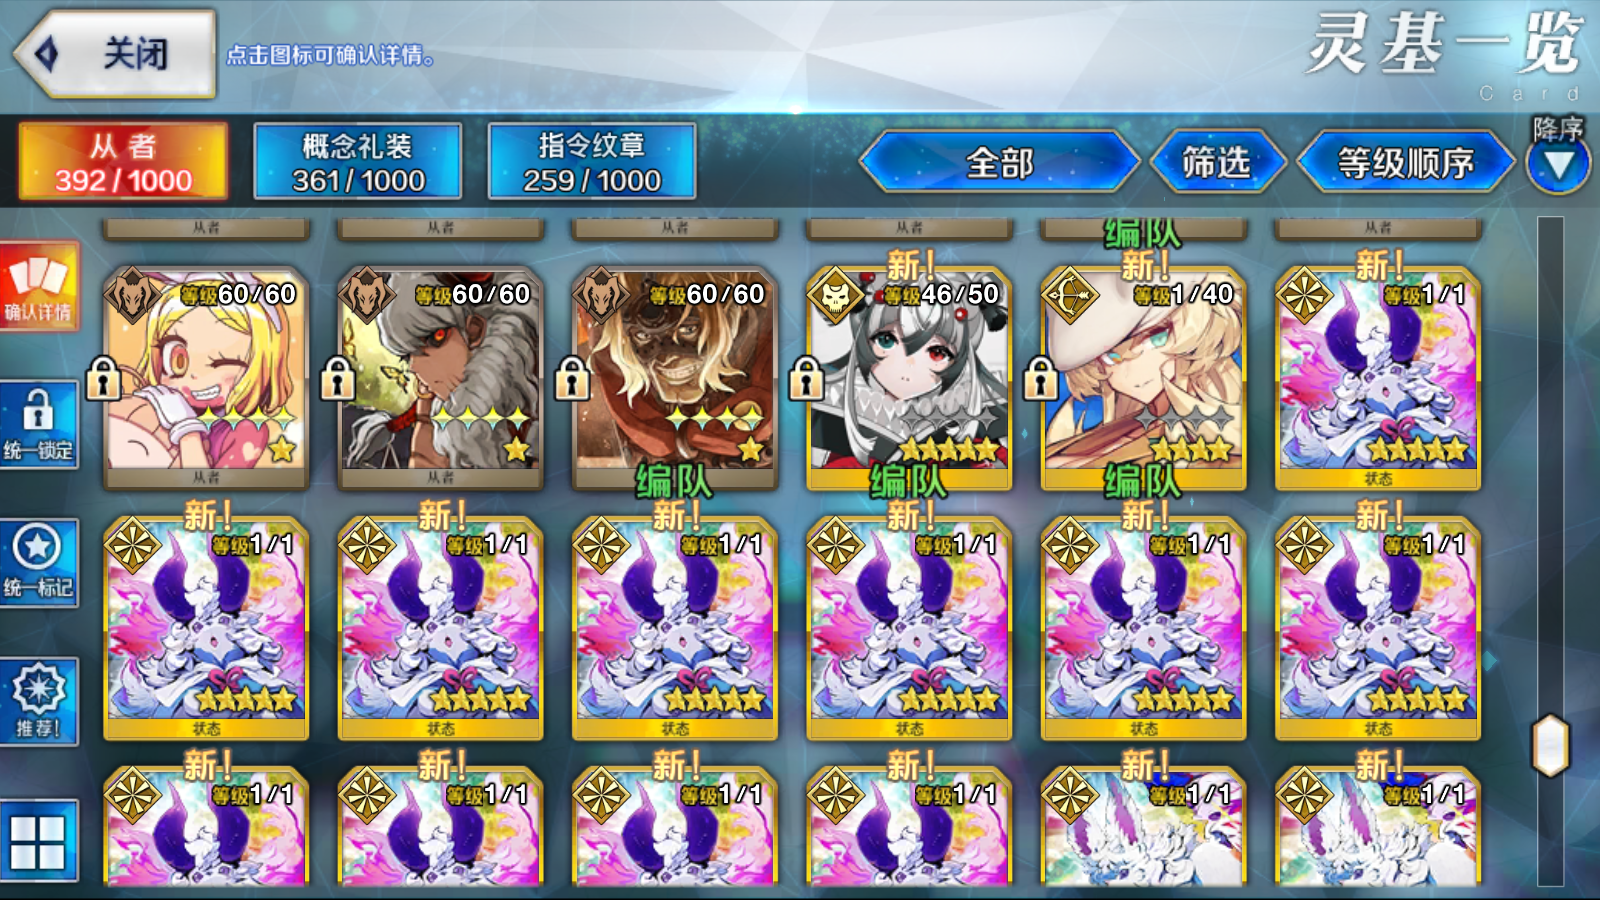 关闭
点击图标可确认详情。
灵基一览
Card
从者
392/1000
概念礼装
361/1000
指令纹章
259/1000
全部
筛选
等级顺序
降序
确认详情
统一锁定
统一标记
推荐!
从者 从者 从者 从者 编队 从者
等级60/60 等级60/60 等级60/60 新! 等级46/50 新! 等级1/40 新! 等级1/1
从者 从者 编队 编队 编队 状态
新! 新! 新! 新! 新! 新!
等级1/1 等级1/1 等级1/1 等级1/1 等级1/1 等级1/1
状态 状态 状态 状态 状态 状态
新! 新! 新! 新! 新! 新!
等级1/1 等级1/1 等级1/1 等级1/1 等级1/1 等级1/1